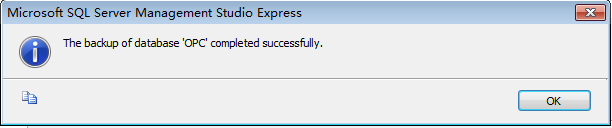 Microsoft SQL Server Management Studio Express
The backup of database 'OPC' completed successfully.
OK